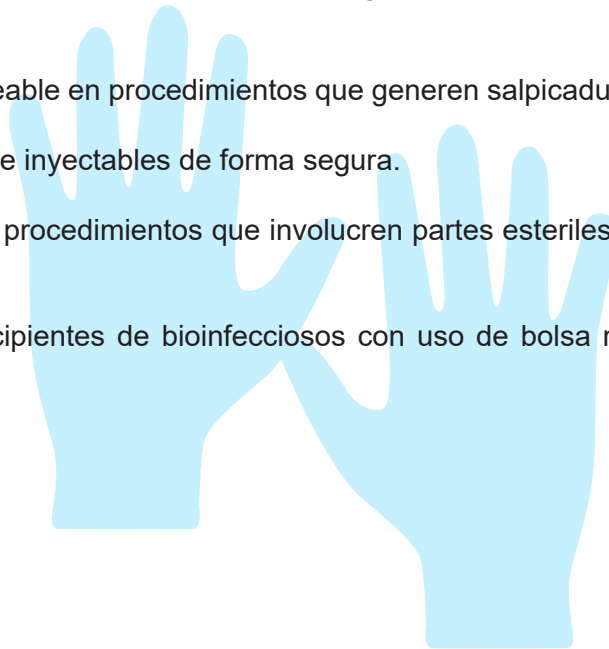 eable en procedimientos que generen salpicadu
e inyectables de forma segura.
procedimientos que involucren partes esteriles
cipientes de bioinfecciosos con uso de bolsa r